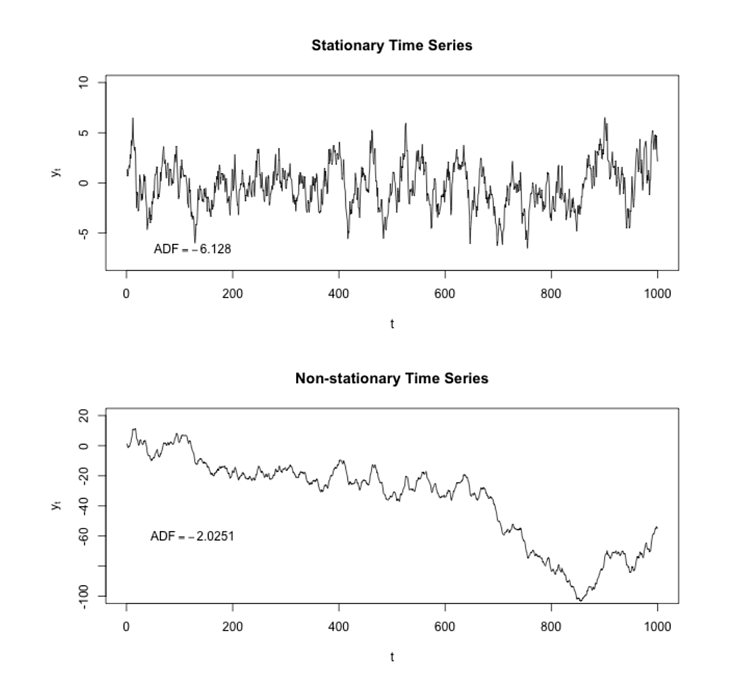 Stationary Time Series
10
5
0
-5
yt
ADF = − 6.128
0 200 400 600 800 1000
t
Non-stationary Time Series
20
0
-20
-40
-60
-100
yt
ADF = − 2.0251
0 200 400 600 800 1000
t